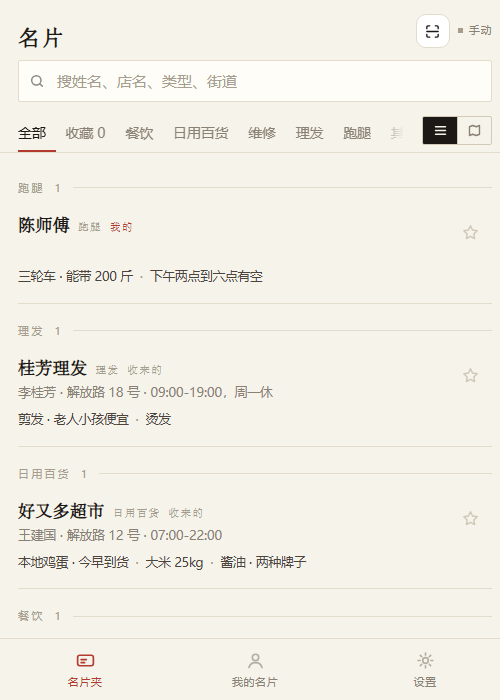 名片
手动
搜姓名、店名、类型、街道
全部 收藏 0 餐饮 日用百货 维修 理发 跑腿 其
跑腿 1
陈师傅 跑腿 我的
三轮车 · 能带 200 斤 · 下午两点到六点有空
理发 1
桂芳理发 理发 收来的
李桂芳 · 解放路 18 号 · 09:00-19:00，周一休
剪发 · 老人小孩便宜 · 烫发
日用百货 1
好又多超市 日用百货 收来的
王建国 · 解放路 12 号 · 07:00-22:00
本地鸡蛋 · 今早到货 · 大米 25kg · 酱油 · 两种牌子
餐饮 1
名片夹 我的名片 设置